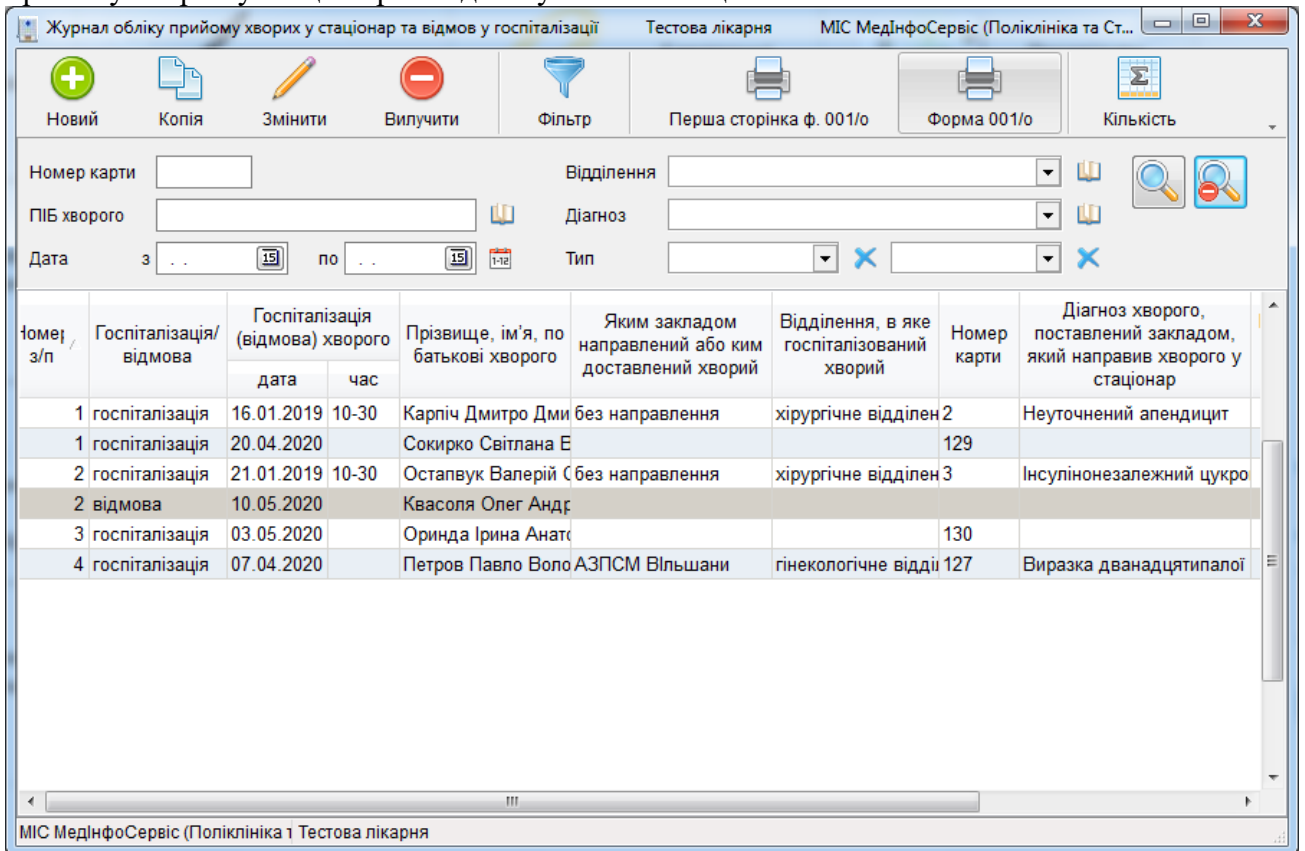 Журнал обліку прийому хворих у стаціонар та відмов у госпіталізації Тестова лікарня МІС МедІнфоСервіс (Поліклініка та Ст...
Новий Копія Змінити Вилучити Фільтр Перша сторінка ф. 001/о Форма 001/о Кількість
Номер карти Відділення
ПІБ хворого Діагноз
Дата з . . 15 по . . 15 1-12 Тип
Номер з/п Госпіталізація/ відмова Госпіталізація (відмова) хворого дата час Прізвище, ім'я, по батькові хворого Яким закладом направлений або ким доставлений хворий Відділення, в яке госпіталізований хворий Номер карти Діагноз хворого, поставлений закладом, який направив хворого у стаціонар
1 госпіталізація 16.01.2019 10-30 Карпіч Дмитро Дми без направлення хірургічне відділен 2 Неуточнений апендицит
1 госпіталізація 20.04.2020 Сокирко Світлана Е 129
2 госпіталізація 21.01.2019 10-30 Остапвук Валерій С без направлення хірургічне відділен 3 Інсулінонезалежний цукро
2 відмова 10.05.2020 Квасоля Олег Андр
3 госпіталізація 03.05.2020 Оринда Ірина Анато 130
4 госпіталізація 07.04.2020 Петров Павло Воло АЗПСМ ВІльшани гінекологічне відділ 127 Виразка дванадцятипалої
МІС МедІнфоСервіс (Поліклініка т Тестова лікарня